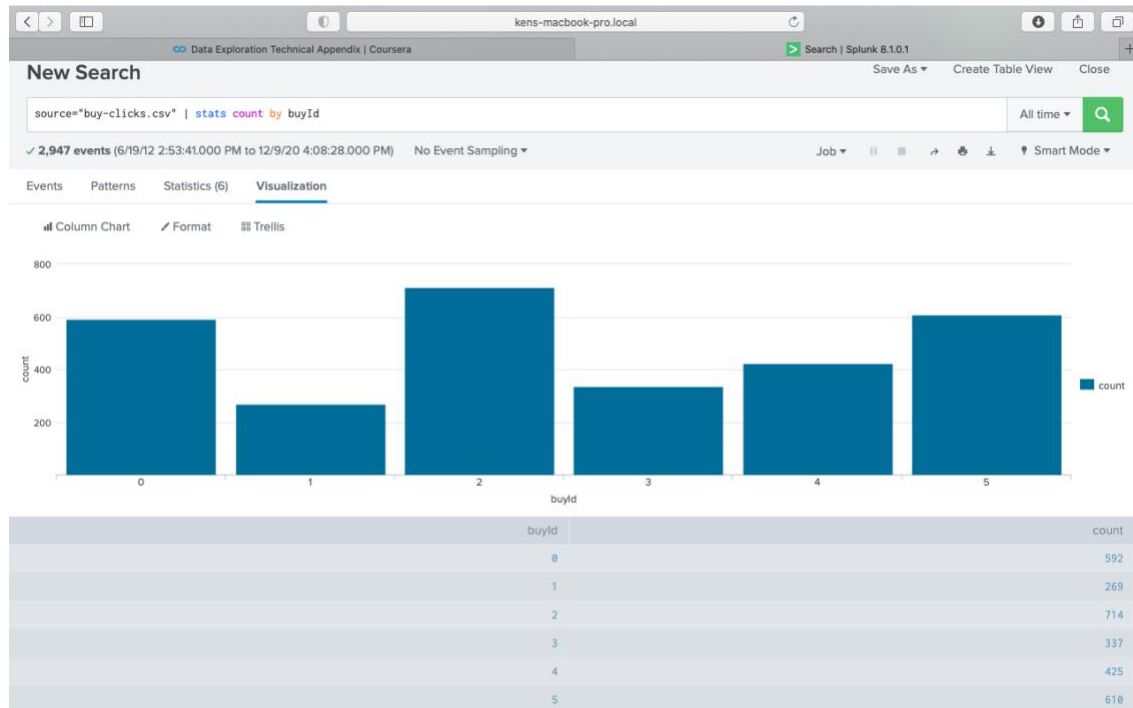 kens-macbook-pro.local
Data Exploration Technical Appendix | Coursera
Search | Splunk 8.1.0.1
New Search
Save As
Create Table View
Close
source="buy-clicks.csv" | stats count by buyId
All time
2,947 events (6/19/12 2:53:41.000 PM to 12/9/20 4:08:28.000 PM)
No Event Sampling
Job
Smart Mode
Events
Patterns
Statistics (6)
Visualization
Column Chart
Format
Trellis
800
600
400
200
count
0
1
2
3
4
5
buyId
count
buyId count
0 592
1 269
2 714
3 337
4 425
5 610